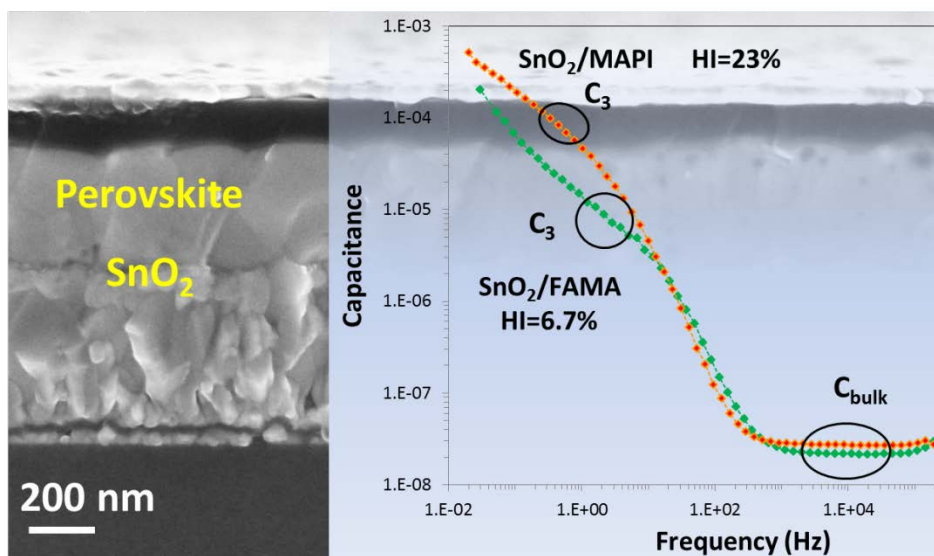 Perovskite
SnO₂
200 nm
1.E-03
1.E-04
1.E-05
1.E-06
1.E-07
1.E-08
Capacitance
SnO₂/MAPI HI=23%
C₃
C₃
SnO₂/FAMA
HI=6.7%
C_bulk
1.E-02
1.E+00
1.E+02
1.E+04
Frequency (Hz)